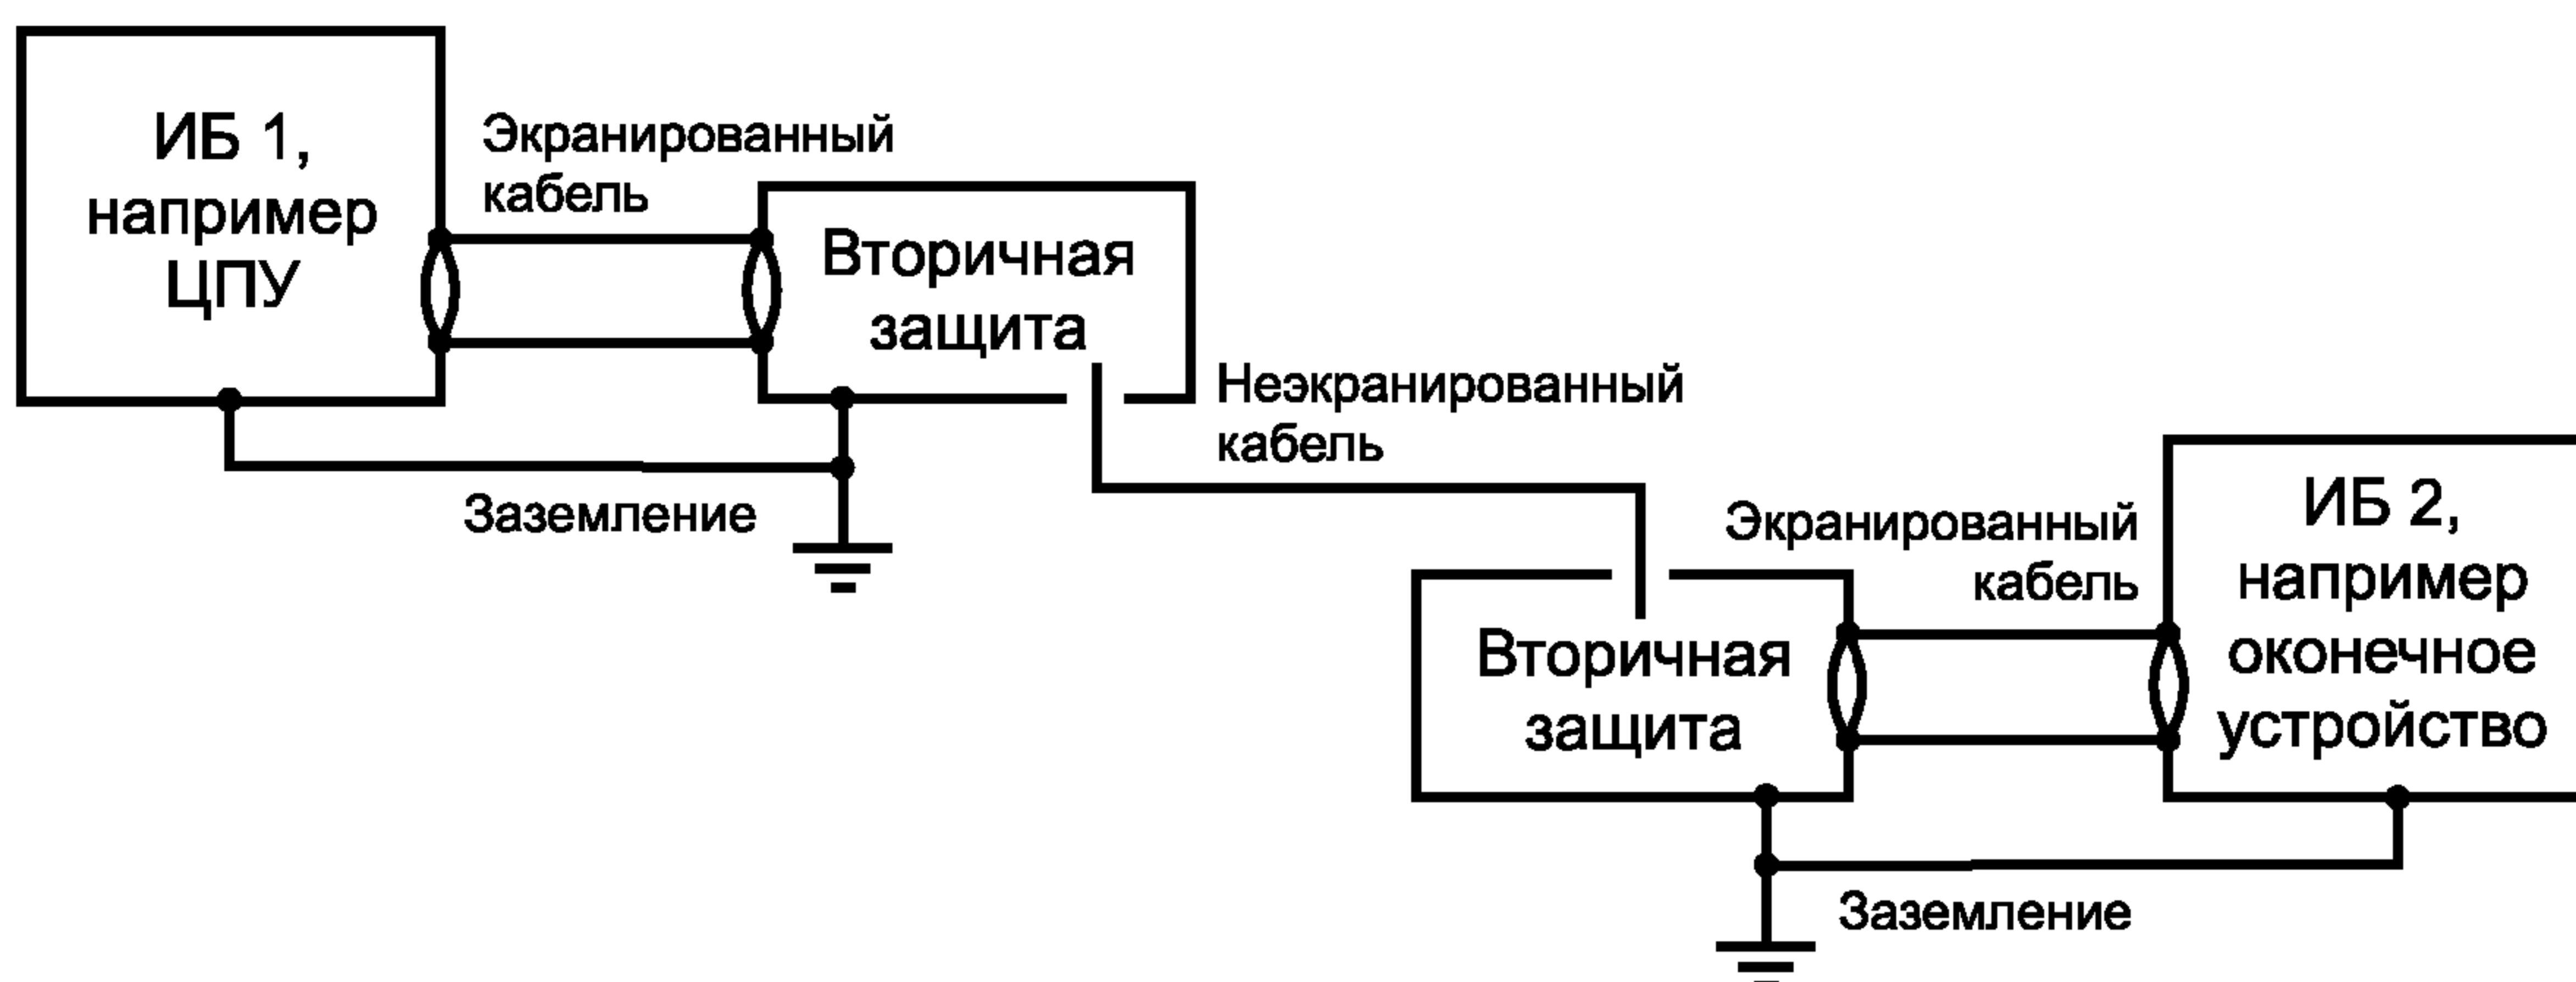 ИБ 1,
например
ЦПУ
Экранированный
кабель
Вторичная
защита
Заземление
Неэкранированный
кабель
Экранированный
кабель
Вторичная
защита
ИБ 2,
например
оконечное
устройство
Заземление